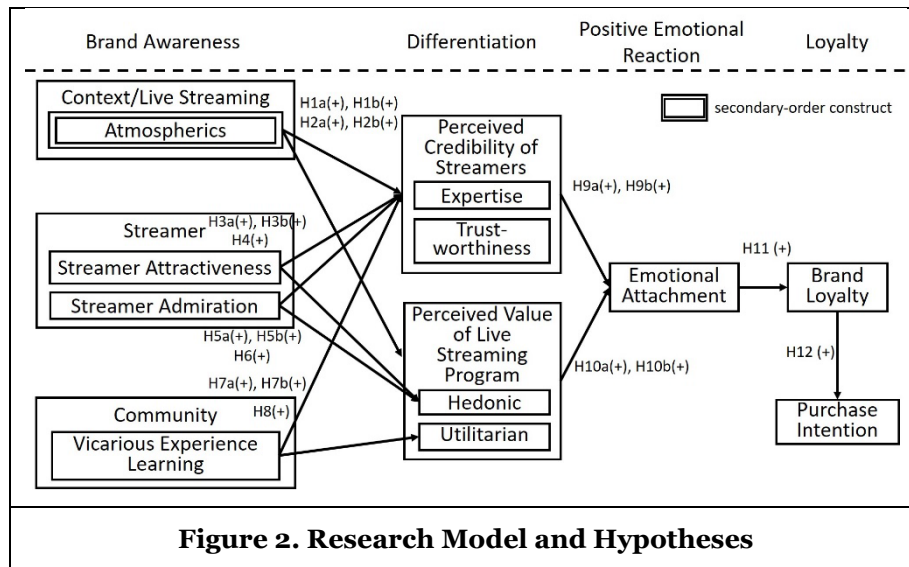 Brand Awareness
Differentiation
Positive Emotional
Reaction
Loyalty
Context/Live Streaming
Atmospherics
H1a(+), H1b(+)
H2a(+), H2b(+)
secondary-order construct
Perceived
Credibility of
Streamers
Expertise
Trust-
worthiness
H9a(+), H9b(+)
Streamer
H3a(+), H3b(+)
H4(+)
Streamer Attractiveness
Streamer Admiration
H5a(+), H5b(+)
H6(+)
Emotional
Attachment
H11 (+)
Brand
Loyalty
Perceived
Value of Live
Streaming
Program
Hedonic
Utilitarian
H10a(+), H10b(+)
H12 (+)
Purchase
Intention
H7a(+), H7b(+)
H8(+)
Community
Vicarious Experience
Learning
Figure 2. Research Model and Hypotheses